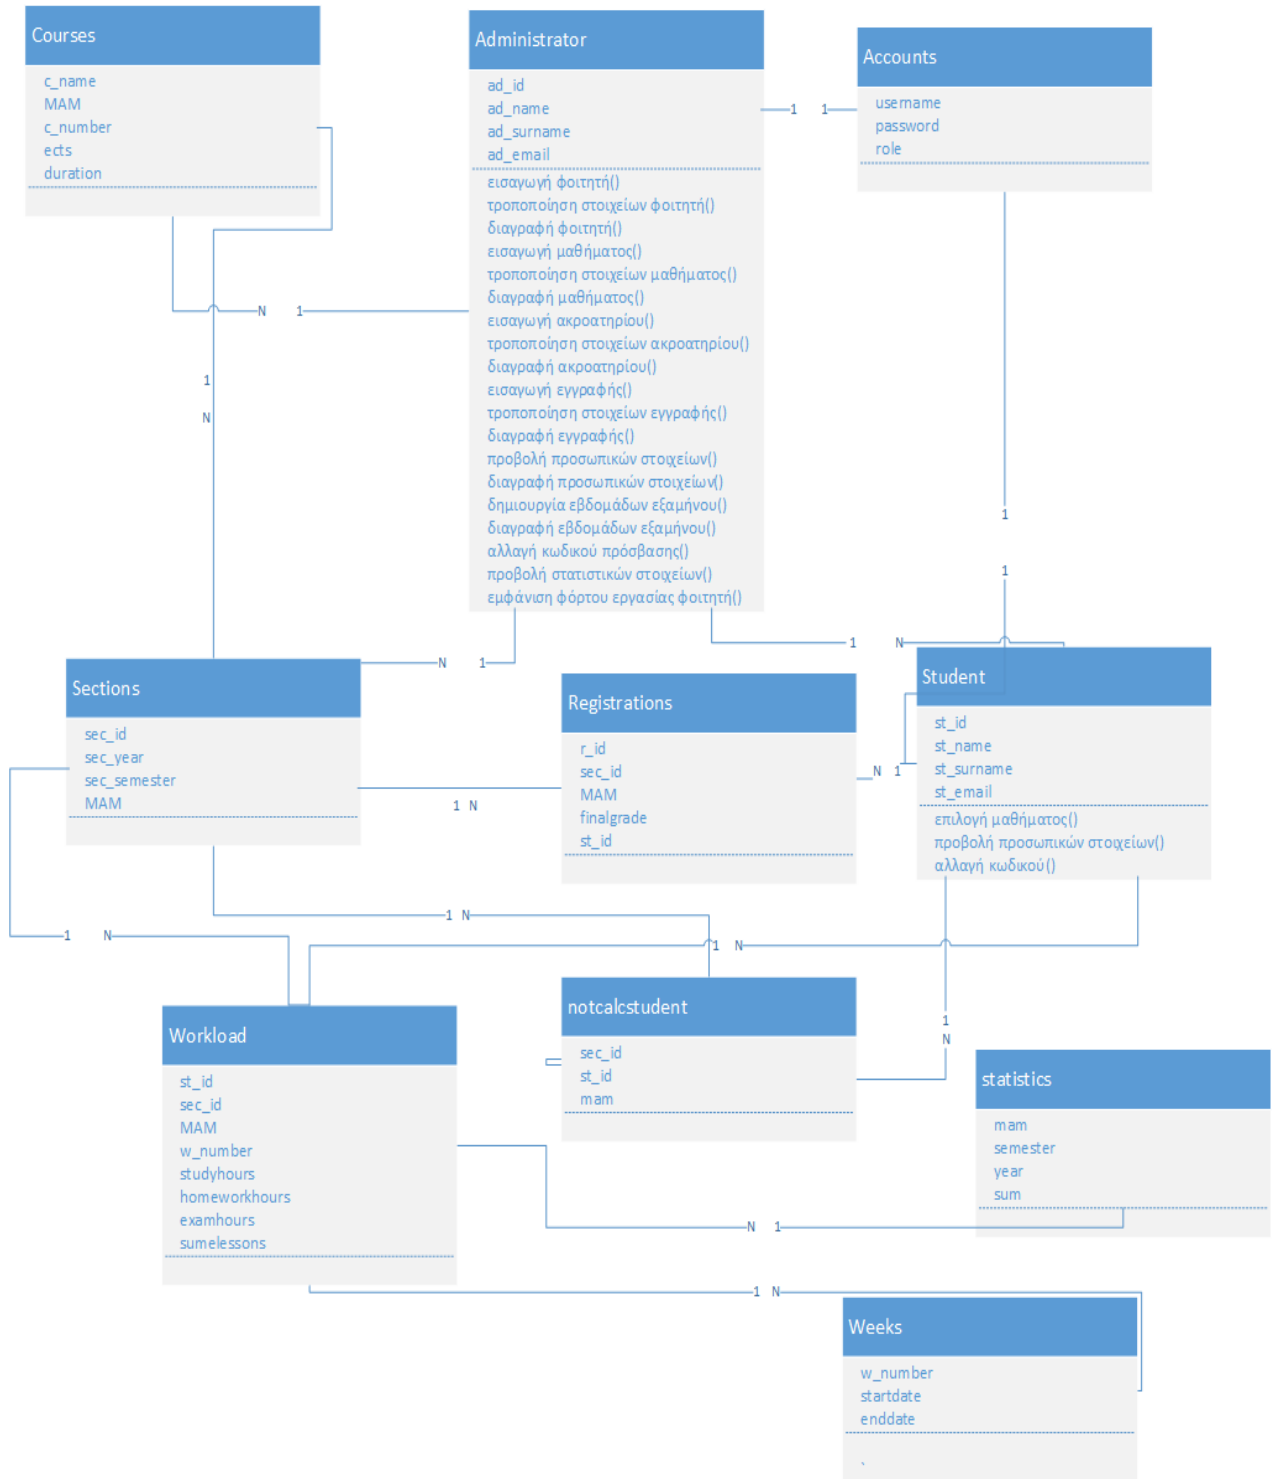 Courses
c_name
MAM
c_number
ects
duration
Administrator
ad_id
ad_name
ad_surname
ad_email
εισαγωγή φοιτητή()
τροποποίηση στοιχείων φοιτητή()
διαγραφή φοιτητή()
εισαγωγή μαθήματος()
τροποποίηση στοιχείων μαθήματος()
διαγραφή μαθήματος()
εισαγωγή ακροατηρίου()
τροποποίηση στοιχείων ακροατηρίου()
διαγραφή ακροατηρίου()
εισαγωγή εγγραφής()
τροποποίηση στοιχείων εγγραφής()
διαγραφή εγγραφής()
προβολή προσωπικών στοιχείων()
διαγραφή προσωπικών στοιχείων()
δημιουργία εβδομάδων εξαμήνου()
διαγραφή εβδομάδων εξαμήνου()
αλλαγή κωδικού πρόσβασης()
προβολή στατιστικών στοιχείων()
εμφάνιση φόρτου εργασίας φοιτητή()
Accounts
username
password
role
1 1
N 1
1
N
1
1
N 1
1 N
Sections
sec_id
sec_year
sec_semester
MAM
Registrations
r_id
sec_id
MAM
finalgrade
st_id
Student
st_id
st_name
st_surname
st_email
επιλογή μαθήματος()
προβολή προσωπικών στοιχείων()
αλλαγή κωδικού()
1 N
N 1
1 N
1 N
1 N
1
N
Workload
st_id
sec_id
MAM
w_number
studyhours
homeworkhours
examhours
sumelessons
notcalcstudent
sec_id
st_id
mam
statistics
mam
semester
year
sum
N 1
1 N
Weeks
w_number
startdate
enddate
`